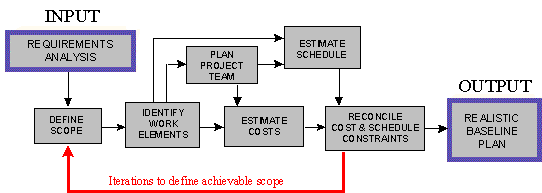 INPUT
REQUIREMENTS
ANALYSIS
ESTIMATE
SCHEDULE
PLAN
PROJECT
TEAM
OUTPUT
DEFINE
SCOPE
IDENTIFY
WORK
ELEMENTS
ESTIMATE
COSTS
RECONCILE
COST & SCHEDULE
CONSTRAINTS
REALISTIC
BASELINE
PLAN
Iterations to define achievable scope